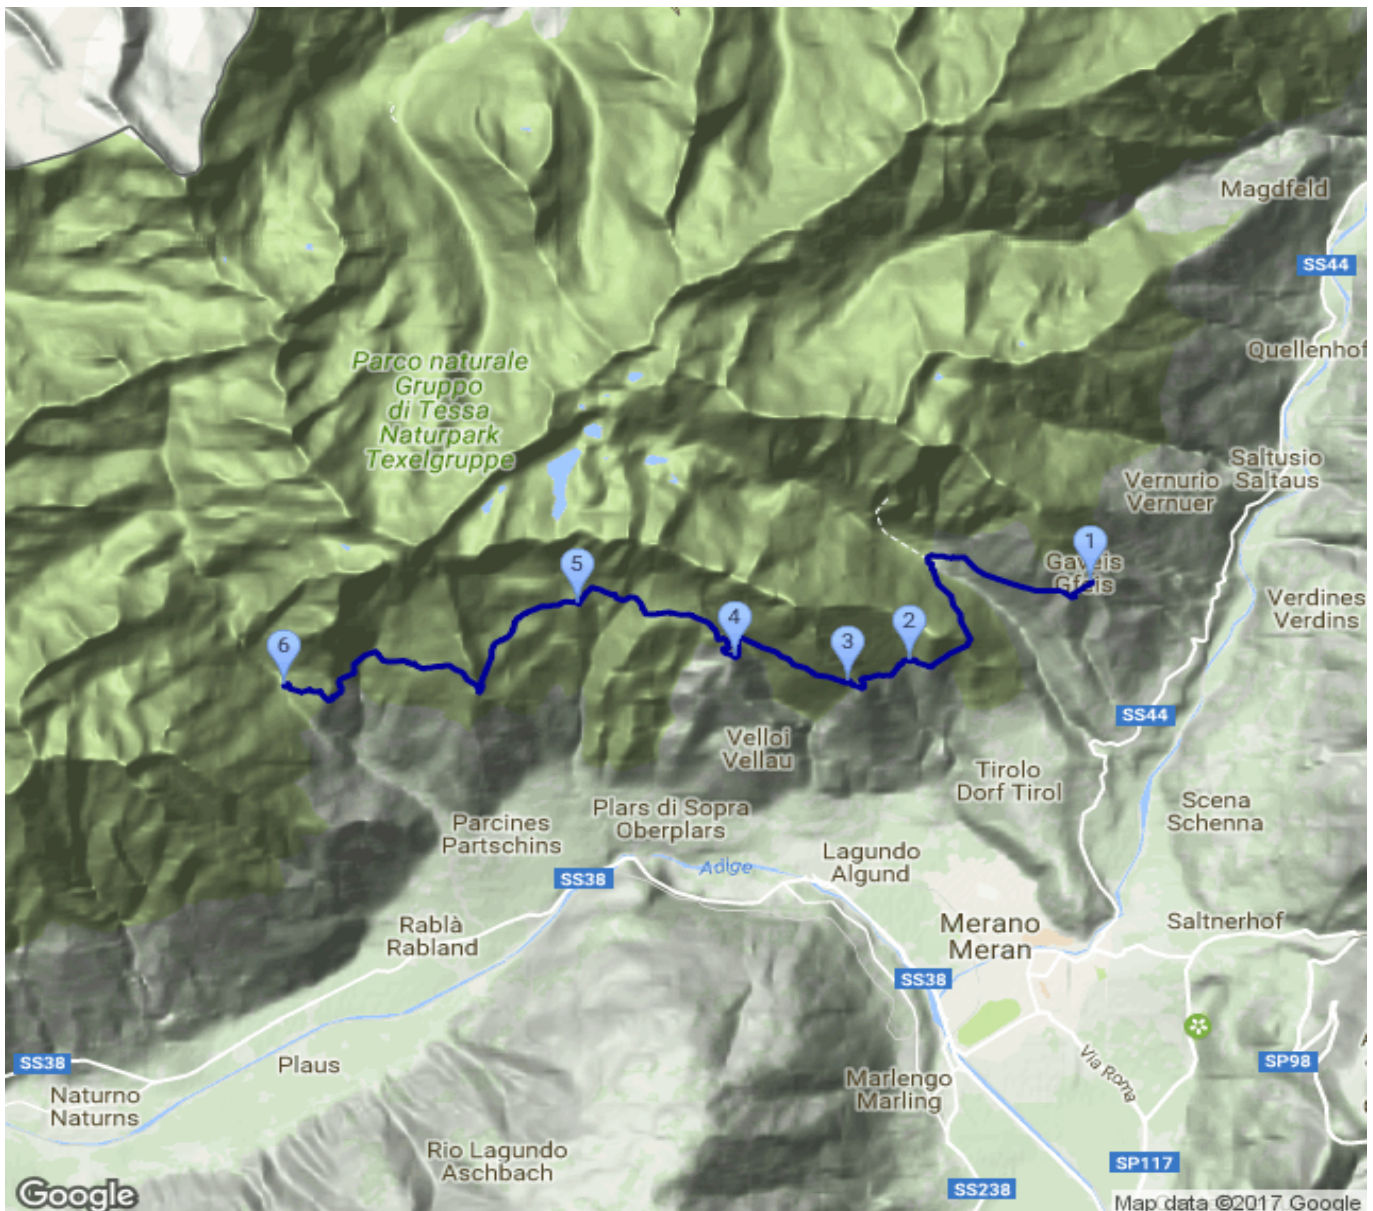 Magdfeld
SS44
Quellenhof
Parco naturale
Gruppo
di Tessa
Naturpark
Texelgruppe
Saltusio
Saltaus
Vernurio
Vernuer
1
Gaveis
Gfeis
5
Verdines
Verdins
4
2
6
3
SS44
Velloi
Vellau
Tirolo
Dorf Tirol
Scena
Schenna
Plars di Sopra
Oberplars
Parcines
Partschins
Lagundo
Algund
Adige
SS38
Rablà
Rabland
Merano
Meran
Saltnerhof
SS38
SS38
Plaus
SP98
Via Roma
Naturno
Naturns
Marlengo
Marling
Rio Lagundo
Aschbach
SP117
SS238
Google
Map data ©2017 Google